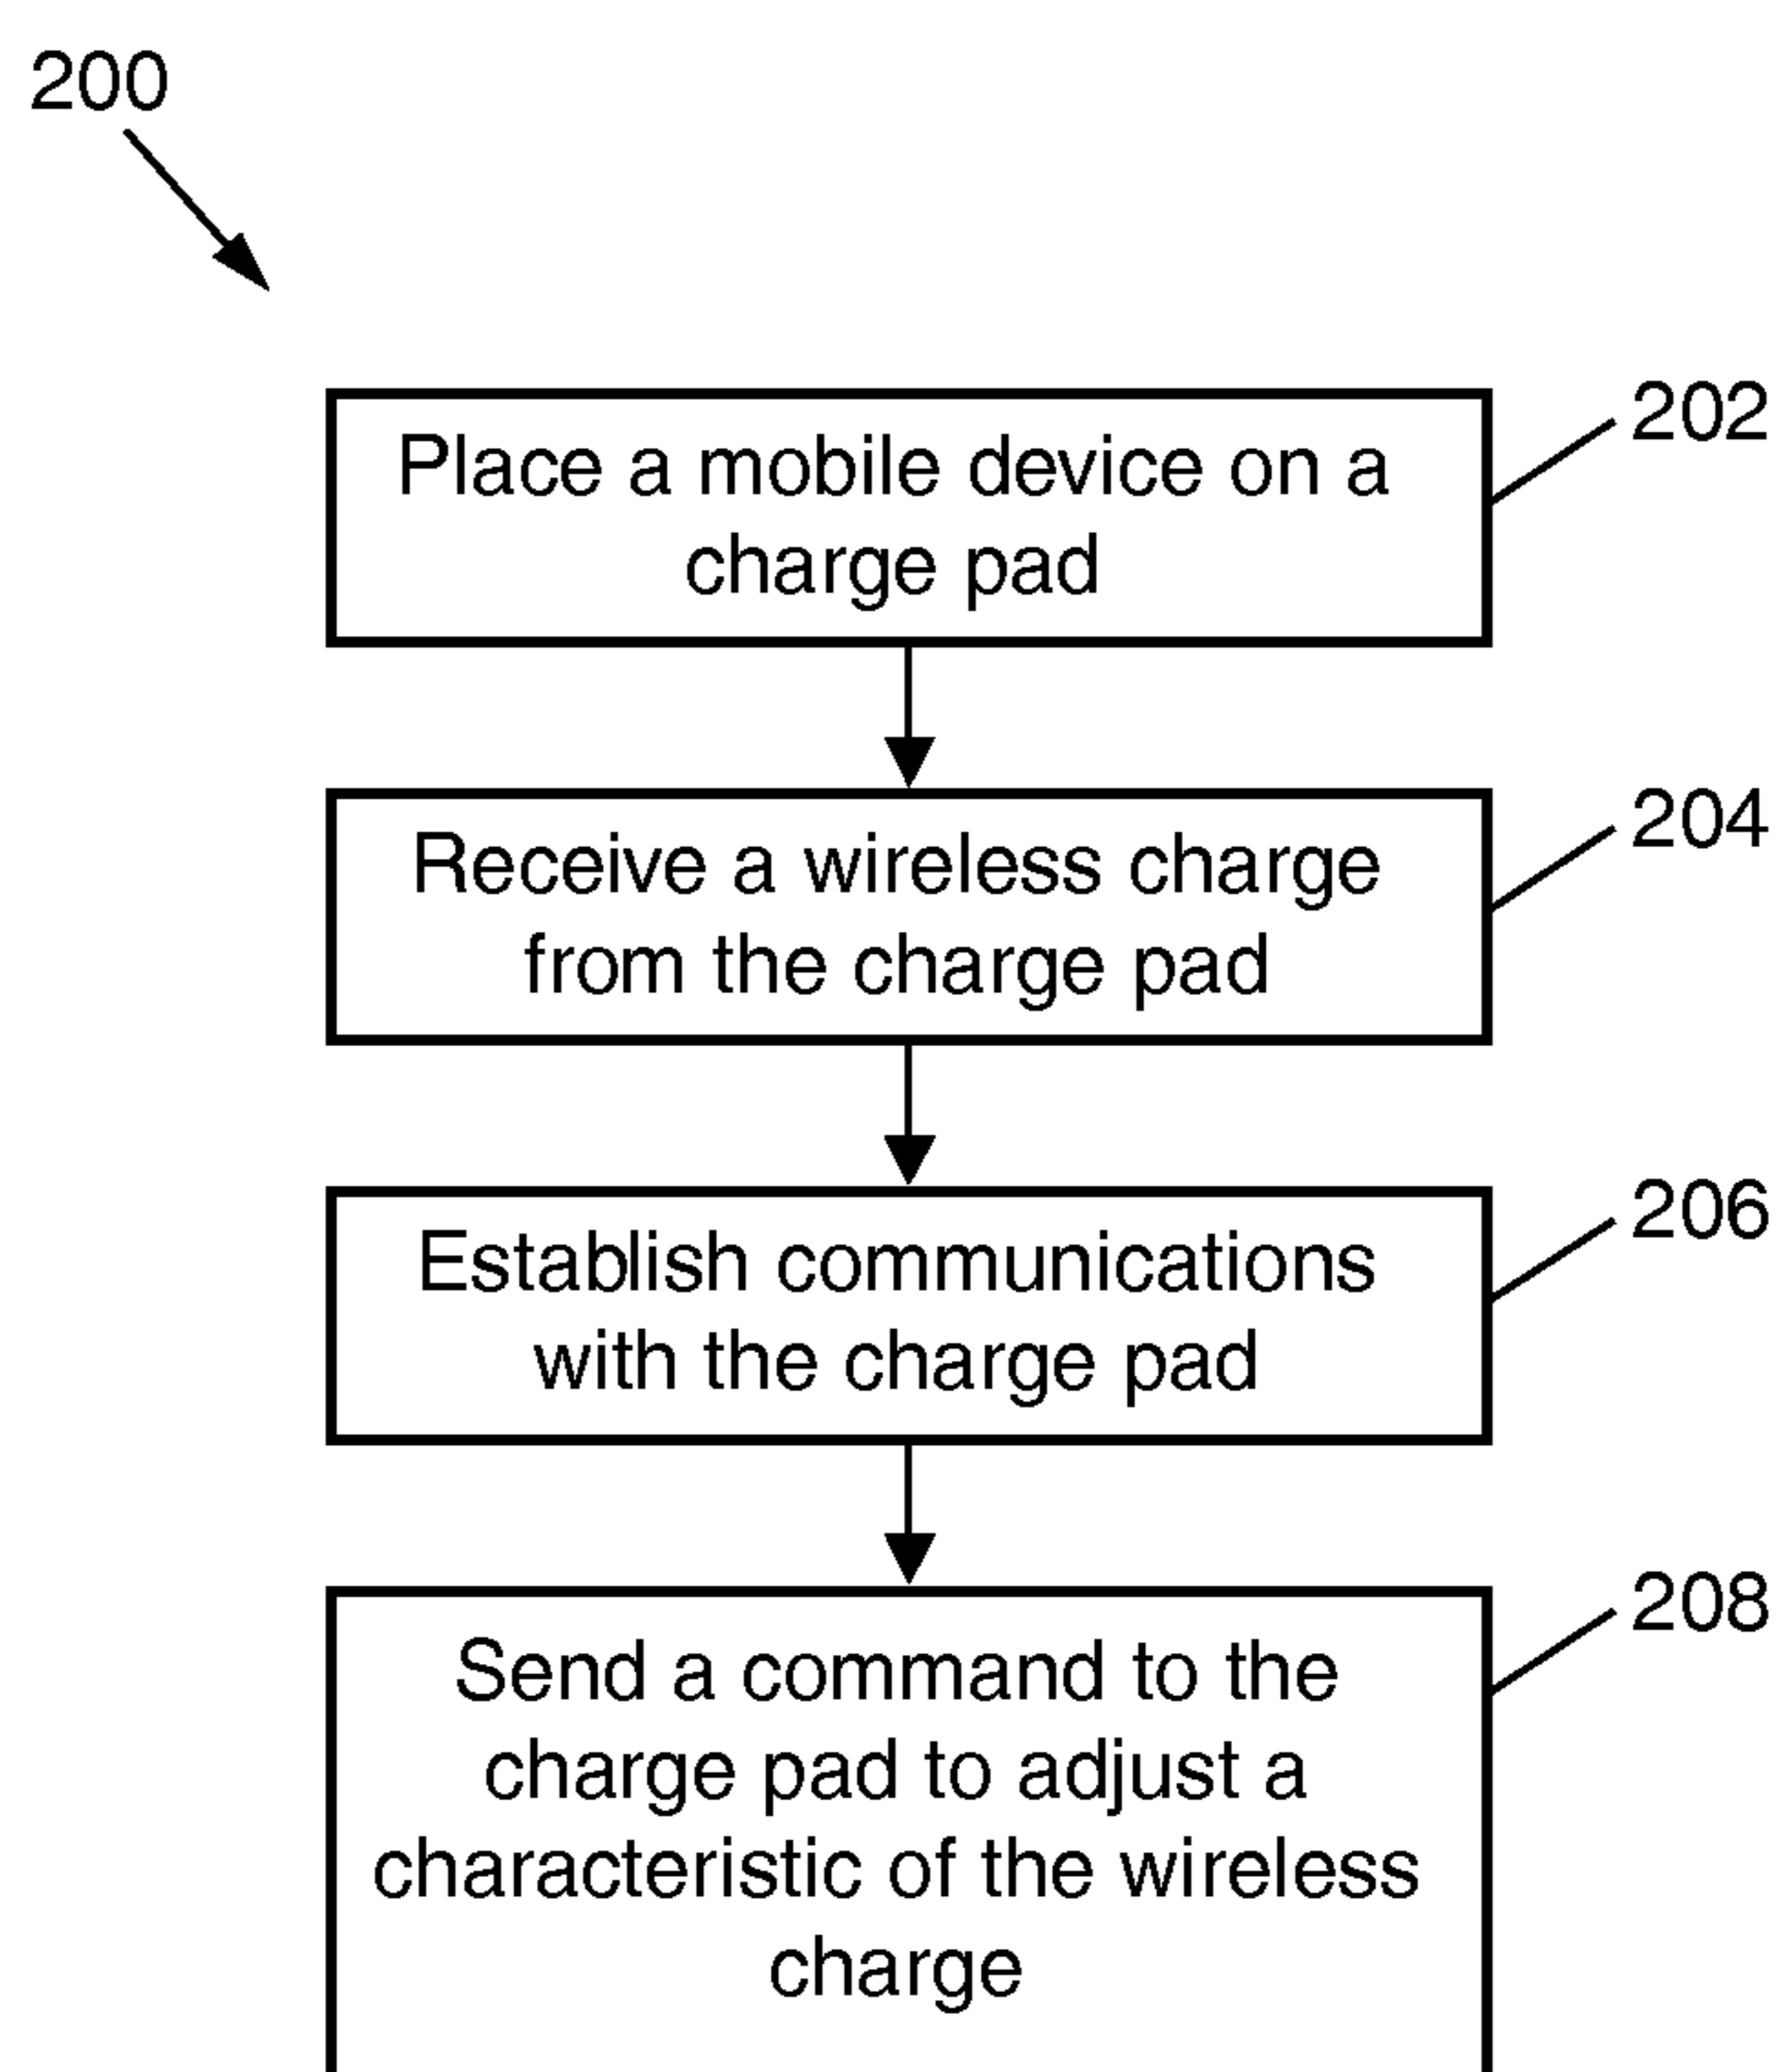 200
202
Place a mobile device on a
charge pad
204
Receive a wireless charge
from the charge pad
206
Establish communications
with the charge pad
208
Send a command to the
charge pad to adjust a
characteristic of the wireless
charge